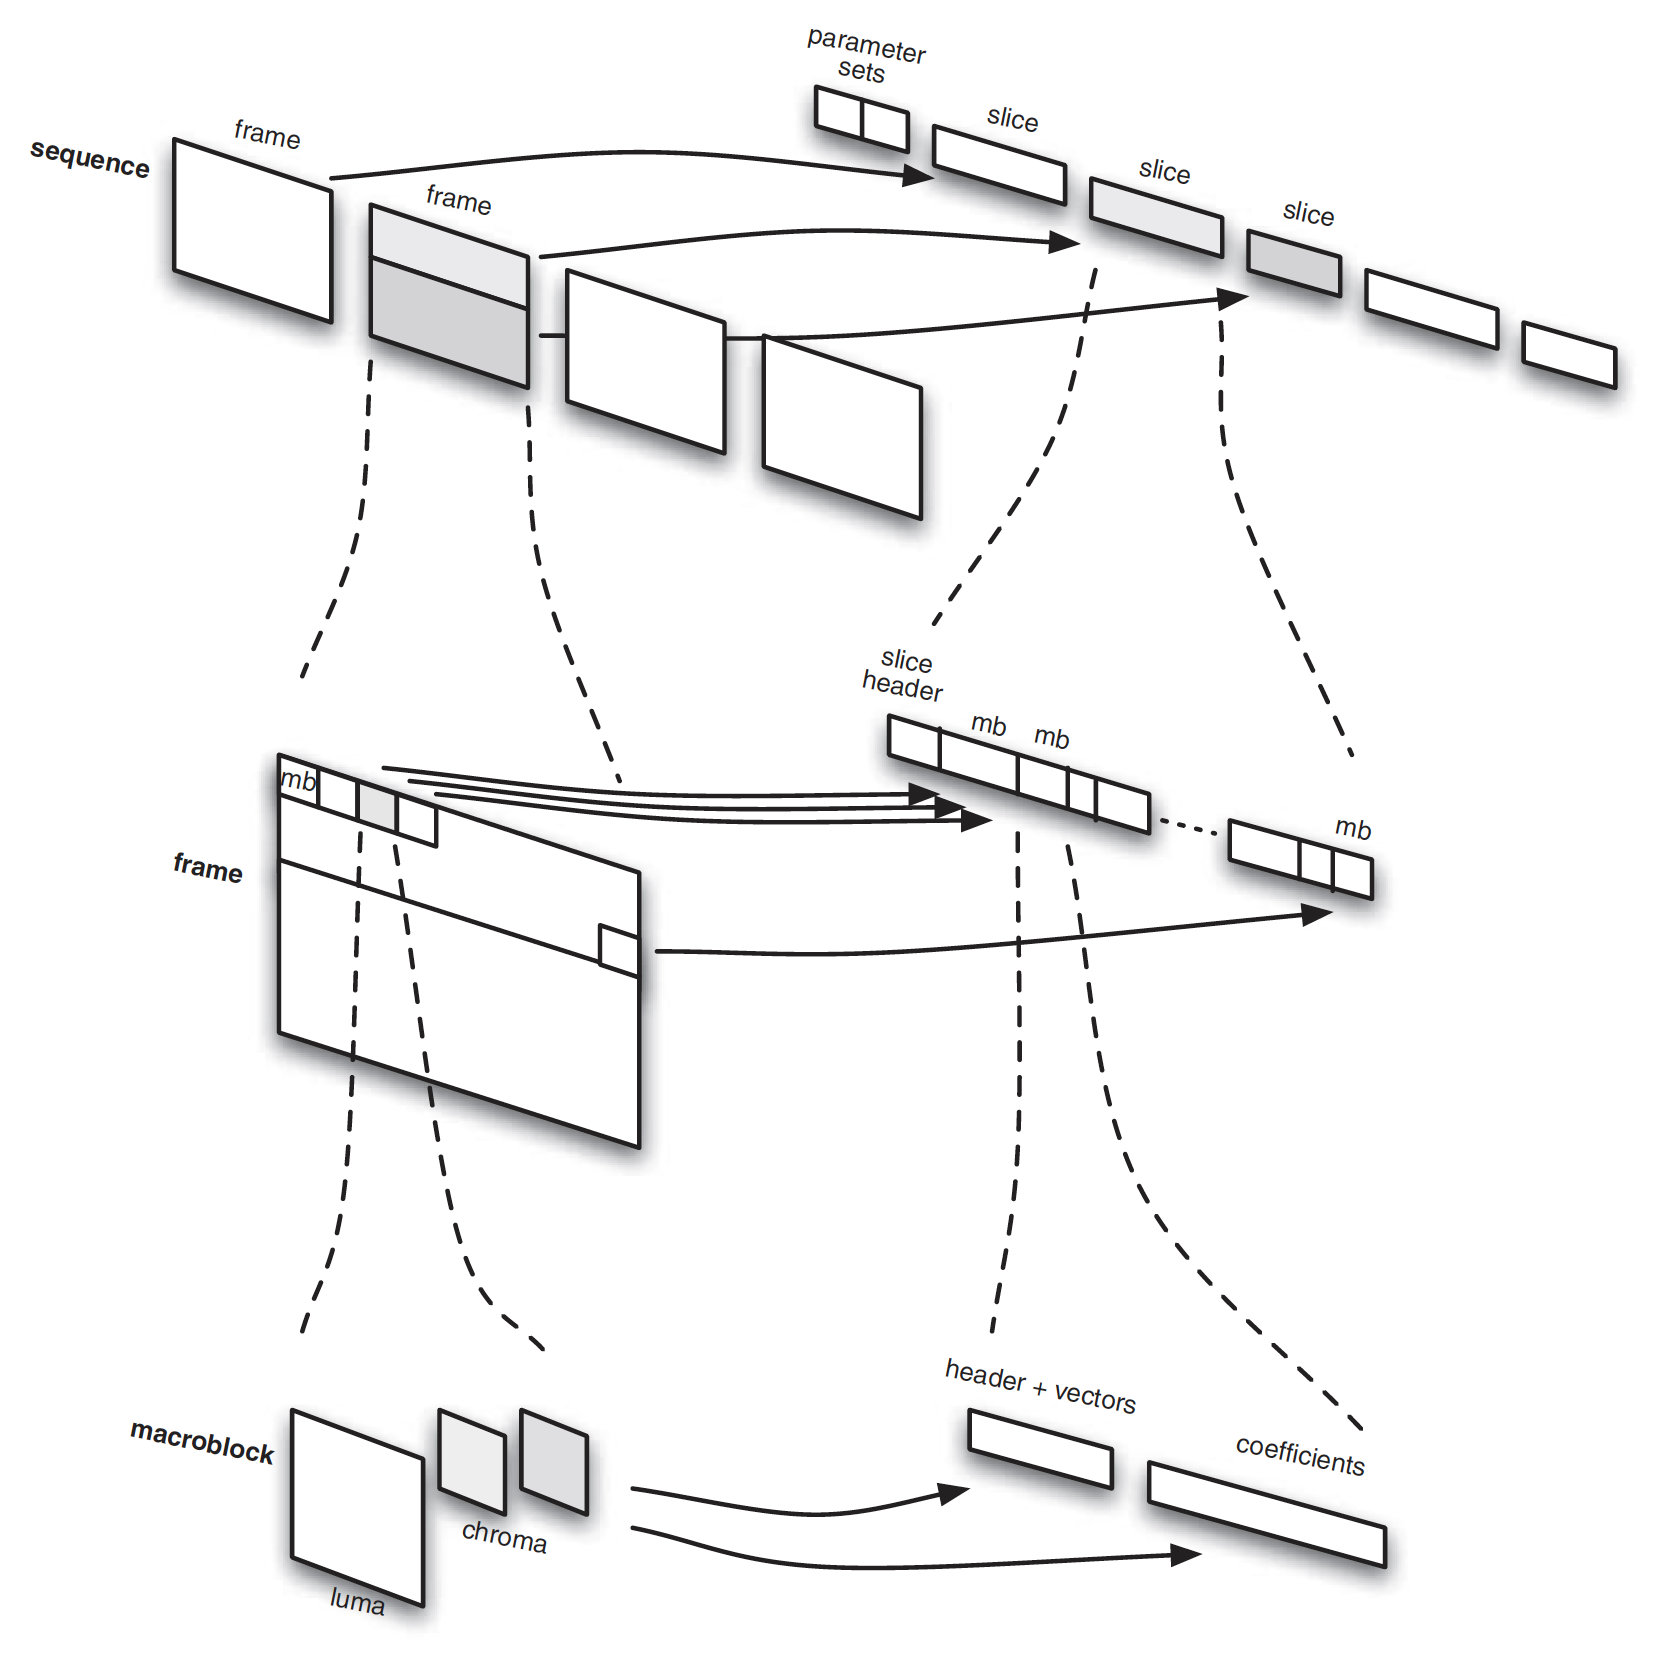 parameter
sets
slice
frame
sequence
slice
frame
slice
slice
header
mb
mb
mb
mb
frame
header + vectors
macroblock
coefficients
chroma
luma